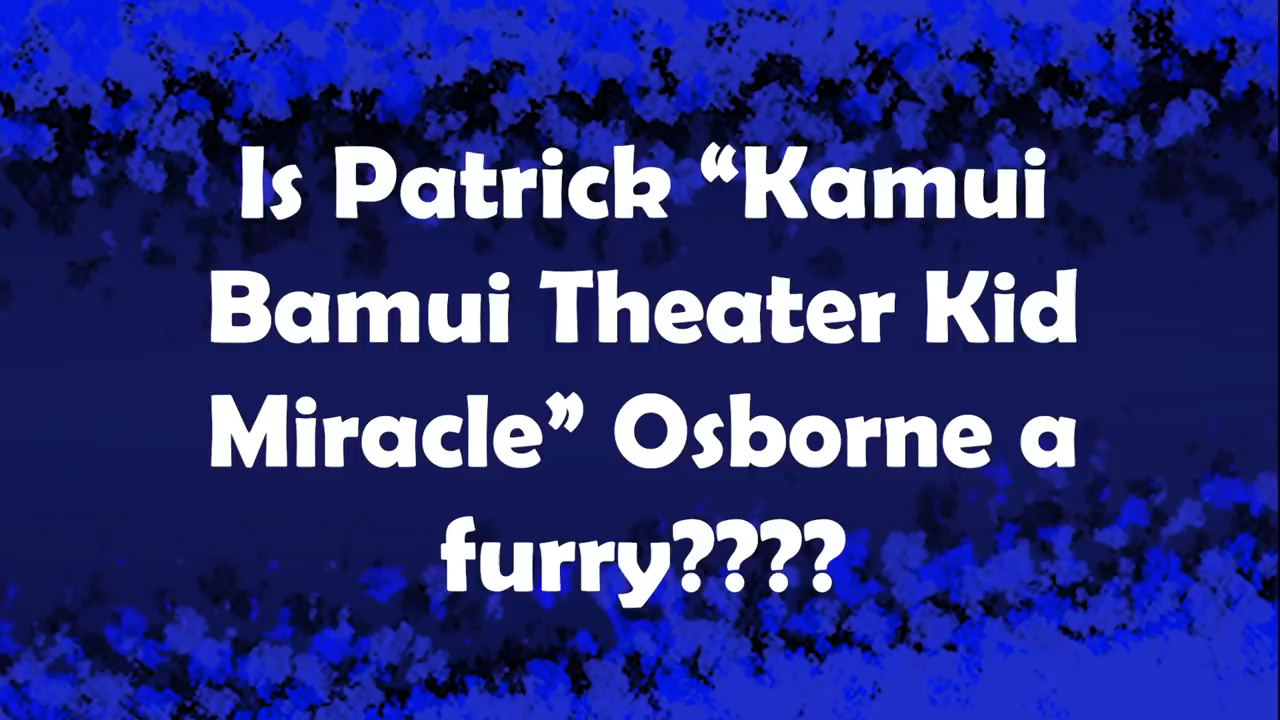 Is Patrick “Kamui
Bamui Theater Kid
Miracle” Osborne a
furry????